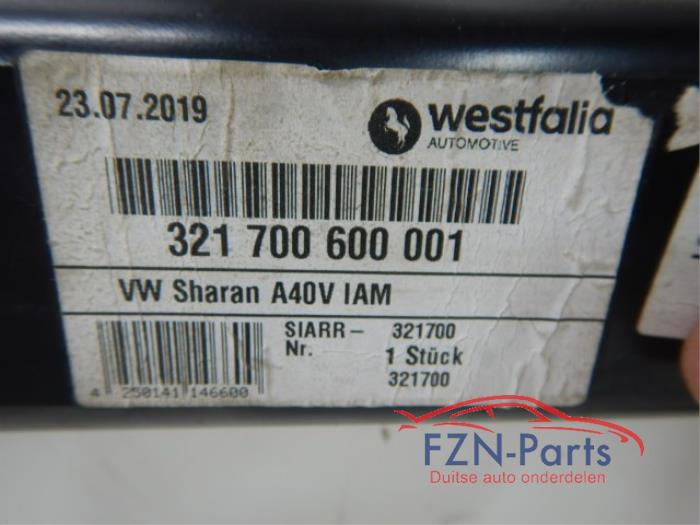 23.07.2019
westfalia
AUTOMOTIVE
321 700 600 001
VW Sharan A40V IAM
SIARR- 321700
Nr.
1 Stück
321700
4 250141 146600
FZN-Parts
Duitse auto onderdelen